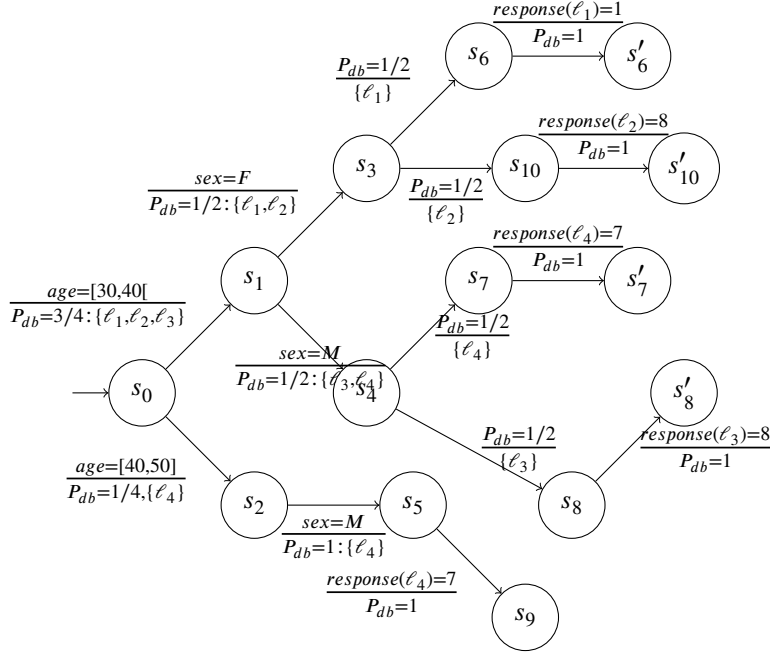 response(ℓ₁)=1
P_db=1
s₆
s′₆
P_db=1/2
{ℓ₁}
response(ℓ₂)=8
P_db=1
s₃
s₁₀
s′₁₀
sex=F
P_db=1/2:{ℓ₁,ℓ₂}
P_db=1/2
{ℓ₂}
response(ℓ₄)=7
P_db=1
s₁
s₇
s′₇
age=[30,40[
P_db=3/4:{ℓ₁,ℓ₂,ℓ₃}
P_db=1/2
{ℓ₄}
sex=M
P_db=1/2:{ℓ₃,ℓ₄}
s₀
s₄
s′₈
P_db=1/2
{ℓ₃}
response(ℓ₃)=8
P_db=1
age=[40,50]
P_db=1/4,{ℓ₄}
s₂
s₅
s₈
sex=M
P_db=1:{ℓ₄}
response(ℓ₄)=7
P_db=1
s₉